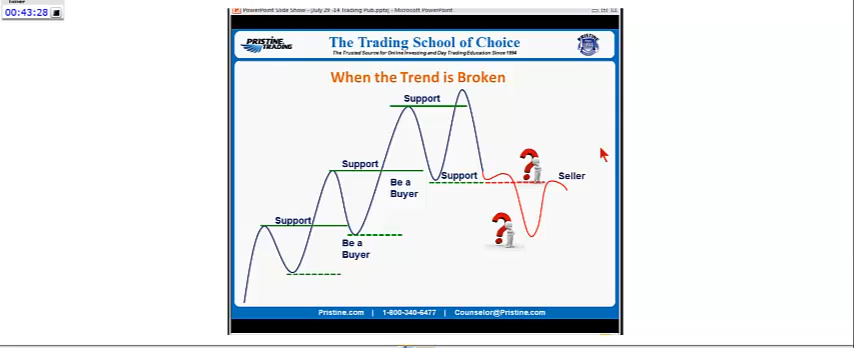 timer
00:43:28
PowerPoint Slide Show - [July 29 -14 Trading Pub.pptx] - Microsoft PowerPoint
PRISTINE
TRADING
The Trading School of Choice
The Trusted Source for Online Investing and Day Trading Education Since 1994
When the Trend is Broken
Support
Support
Be a
Buyer
Support
Seller
Support
Be a
Buyer
Pristine.com | 1-800-340-6477 | Counselor@Pristine.com